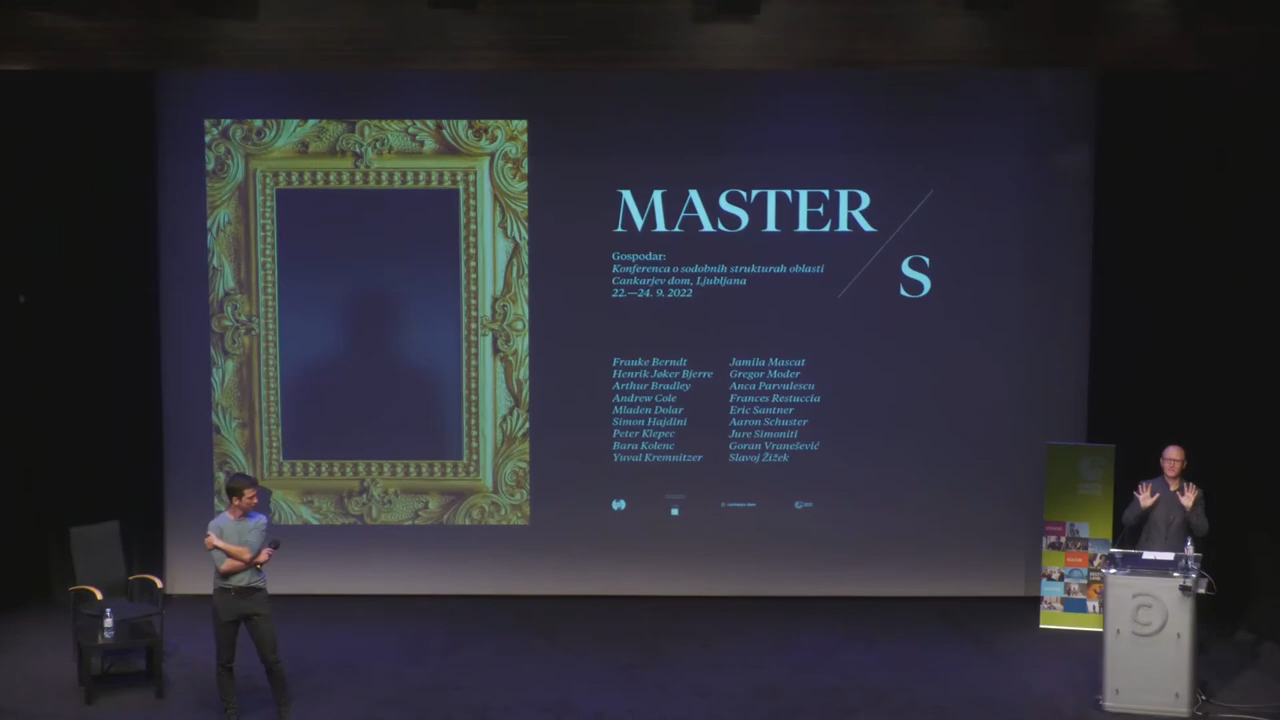 MASTER
S
Gospodar:
Konferenca o sodobnih strukturah oblasti
Cankarjev dom, Ljubljana
22.—24. 9. 2022
Frauke Berndt
Henrik Jøker Bjerre
Arthur Bradley
Andrew Cole
Mladen Dolar
Simon Hajdini
Peter Klepec
Bara Kolenc
Yuval Kremnitzer
Jamila Mascat
Gregor Moder
Anca Parvulescu
Frances Restuccia
Eric Santner
Aaron Schuster
Jure Simoniti
Goran Vranešević
Slavoj Žižek